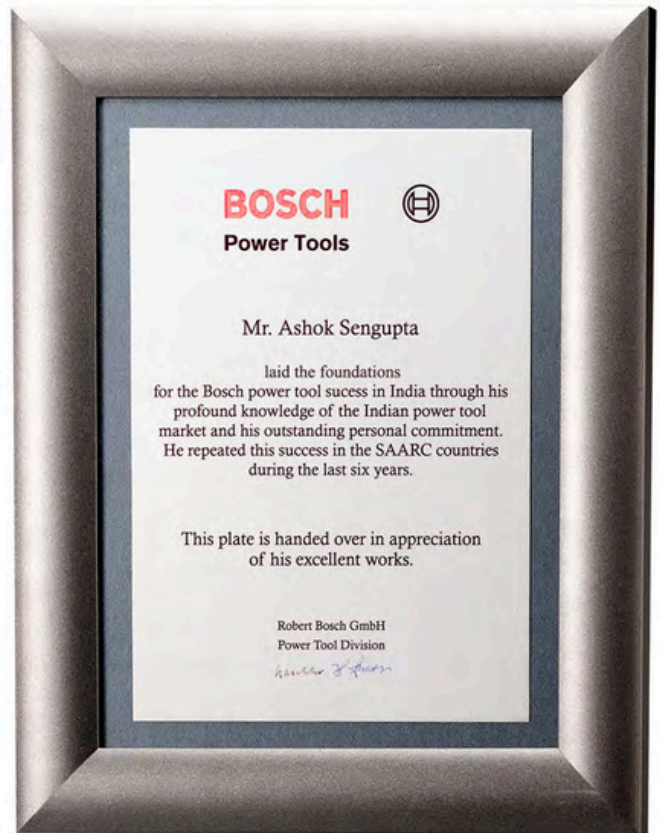 BOSCH
Power Tools
Mr. Ashok Sengupta
laid the foundations
for the Bosch power tool sucess in India through his
profound knowledge of the Indian power tool
market and his outstanding personal commitment.
He repeated this success in the SAARC countries
during the last six years.
This plate is handed over in appreciation
of his excellent works.
Robert Bosch GmbH
Power Tool Division